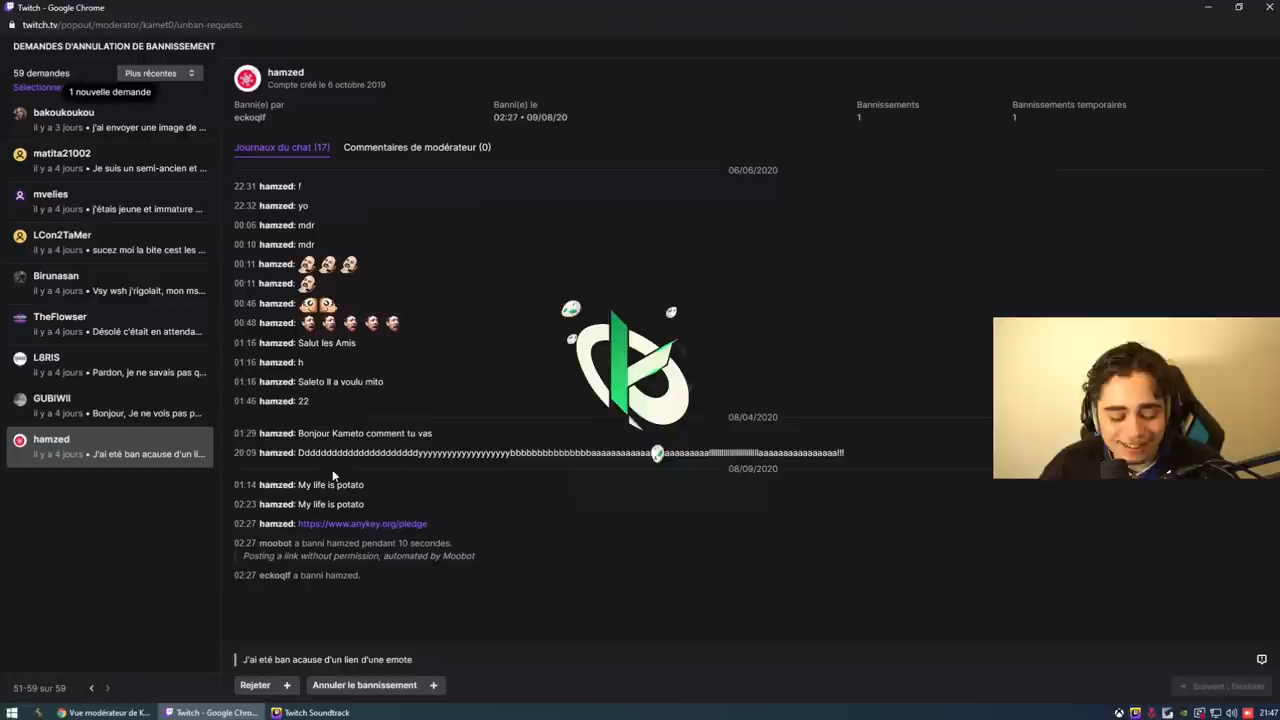 Twitch - Google Chrome
twitch.tv/popout/moderator/kamet0/unban-requests
DEMANDES D'ANNULATION DE BANNISSEMENT
59 demandes
Plus récentes
1 nouvelle demande
bakoukoukou
il y a 3 jours • j'ai envoyer une image de ...
matita21002
il y a 4 jours • Je suis un semi-ancien et ...
mvelies
il y a 4 jours • j'étais jeune et immature ...
LCon2TaMer
il y a 4 jours • sucez moi la bite cest les ...
Birunasan
il y a 4 jours • Vsy wsh j'rigolait, mon ms...
TheFlowser
il y a 4 jours • Désolé c'était en attenda...
L8RIS
il y a 4 jours • Pardon, je ne savais pas q...
GUBIWII
il y a 4 jours • Bonjour, Je ne vois pas p...
hamzed
il y a 4 jours • J'ai eté ban acause d'un li...
51-59 sur 59
hamzed
Compte créé le 6 octobre 2019
Banni(e) par
eckoqlf
Banni(e) le
02:27 • 09/08/20
Bannissements
1
Bannissements temporaires
1
Journaux du chat (17)
Commentaires de modérateur (0)
06/06/2020
22:31 hamzed: f
22:32 hamzed: yo
00:06 hamzed: mdr
00:10 hamzed: mdr
00:11 hamzed:
00:11 hamzed:
00:46 hamzed:
00:48 hamzed:
01:16 hamzed: Salut les Amis
01:16 hamzed: h
01:16 hamzed: Saleto Il a voulu mito
01:46 hamzed: 22
08/04/2020
01:29 hamzed: Bonjour Kameto comment tu vas
20:09 hamzed:
08/09/2020
01:14 hamzed: My life is potato
02:23 hamzed: My life is potato
02:27 hamzed: https://www.anykey.org/pledge
02:27 moobot a banni hamzed pendant 10 secondes.
Posting a link without permission, automated by Moobot
02:27 eckoqlf a banni hamzed.
J'ai eté ban acause d'un lien d'une emote
Rejeter +
Annuler le bannissement +
Vue modérateur de K...
Twitch - Google Chro...
Twitch Soundtrack
21:47